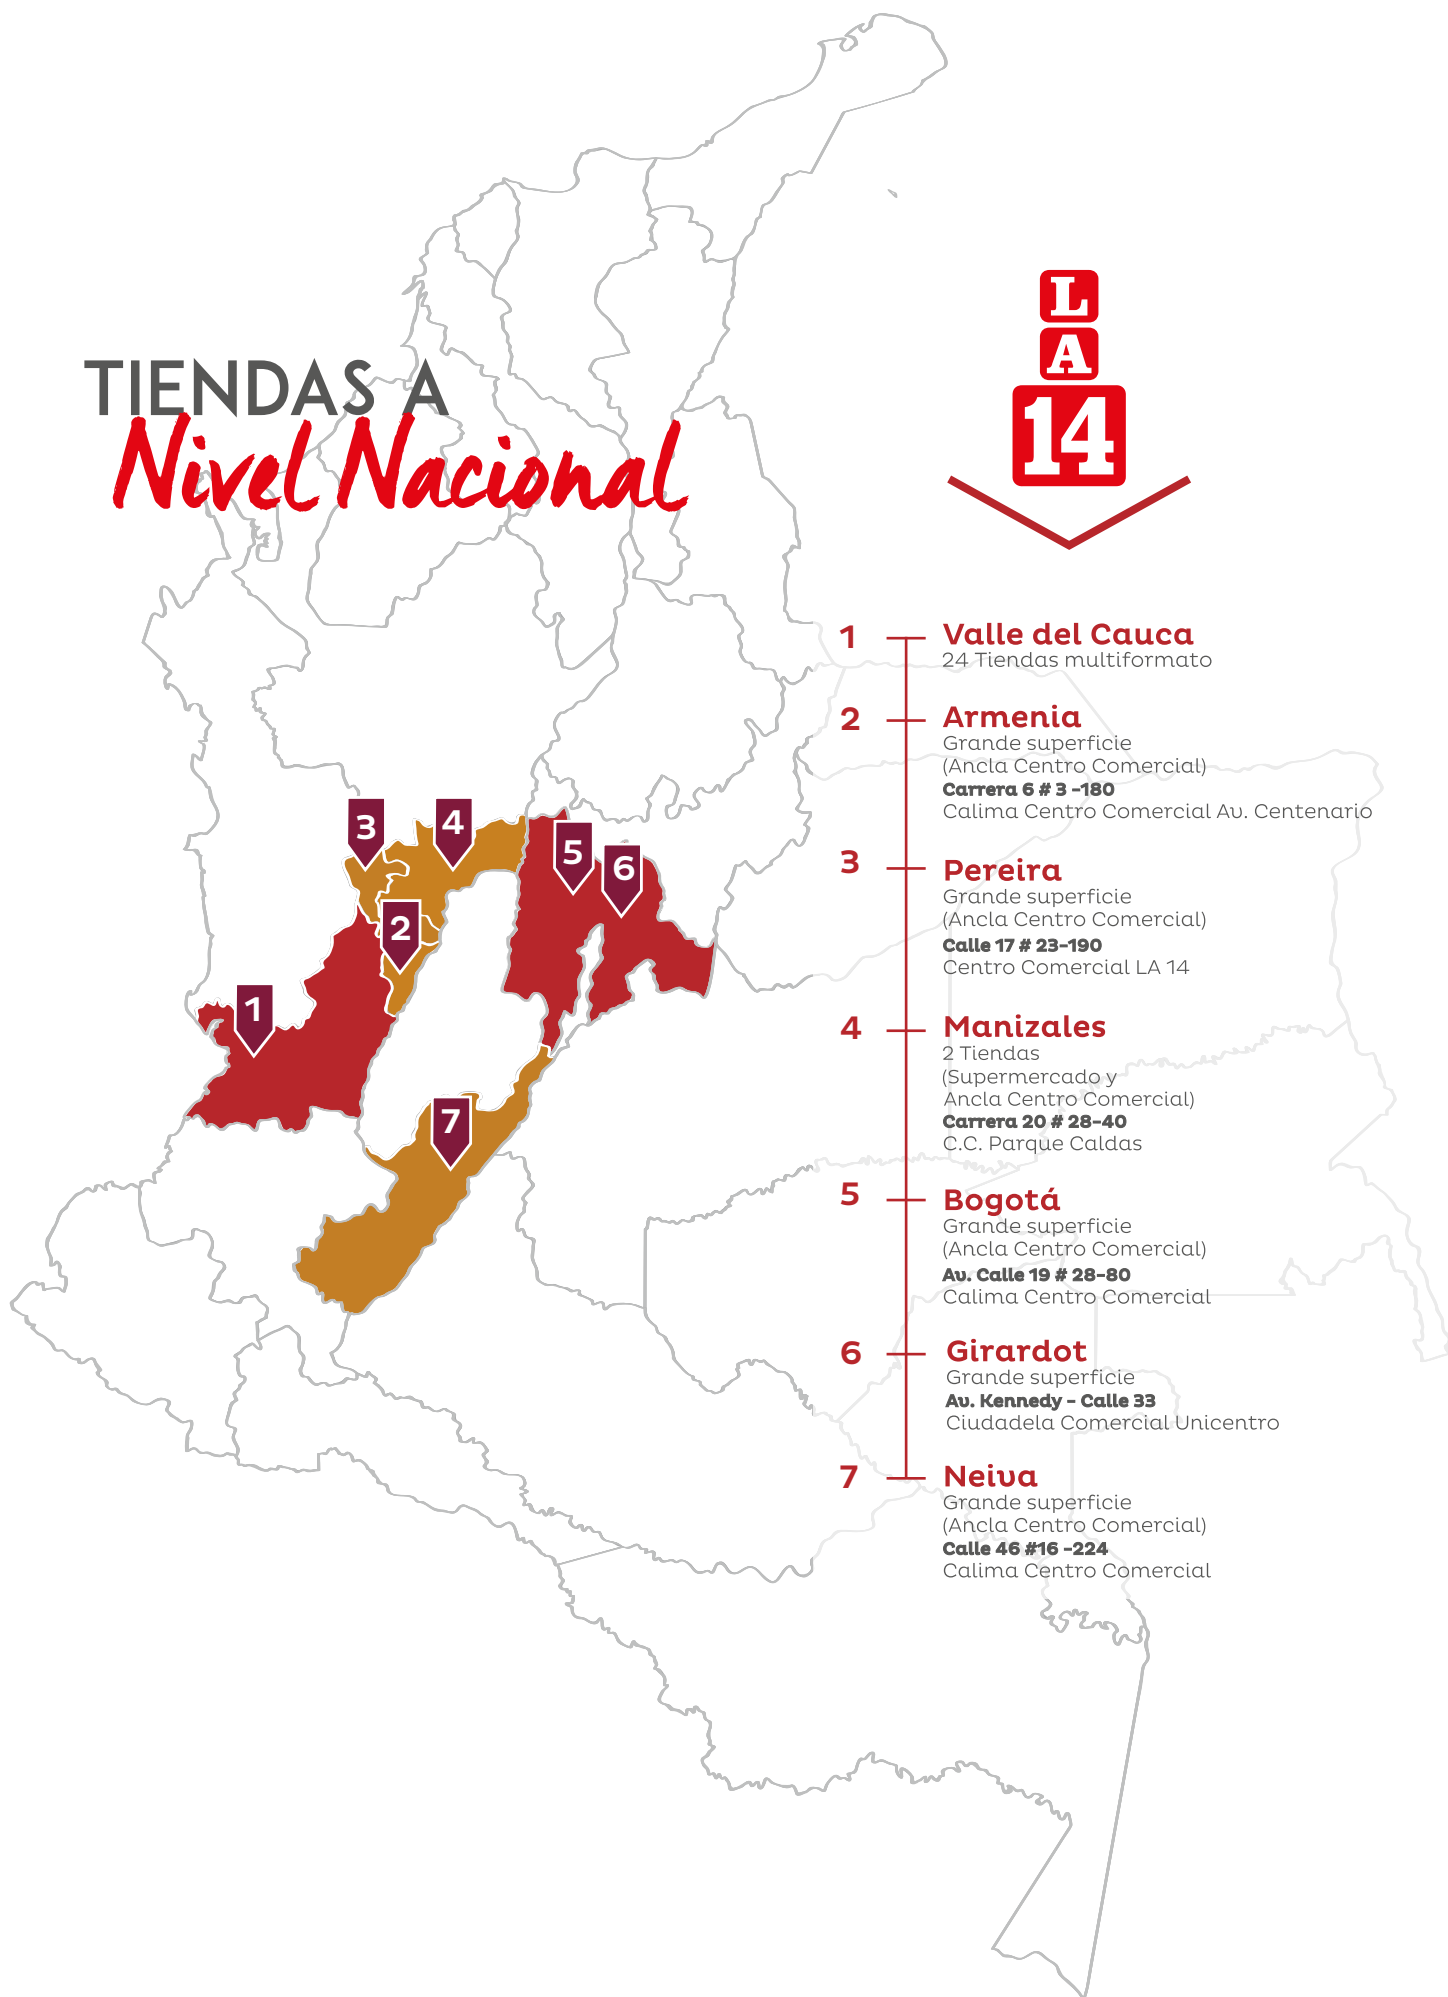 TIENDAS A
Nivel Nacional
LA
14
1
Valle del Cauca
24 Tiendas multiformato
2
Armenia
Grande superficie
(Ancla Centro Comercial)
Carrera 6 # 3 -180
Calima Centro Comercial Av. Centenario
3
Pereira
Grande superficie
(Ancla Centro Comercial)
Calle 17 # 23-190
Centro Comercial LA 14
4
Manizales
2 Tiendas
(Supermercado y
Ancla Centro Comercial)
Carrera 20 # 28-40
C.C. Parque Caldas
5
Bogotá
Grande superficie
(Ancla Centro Comercial)
Av. Calle 19 # 28-80
Calima Centro Comercial
6
Girardot
Grande superficie
Av. Kennedy - Calle 33
Ciudadela Comercial Unicentro
7
Neiva
Grande superficie
(Ancla Centro Comercial)
Calle 46 #16 -224
Calima Centro Comercial
3
4
5
6
2
1
7